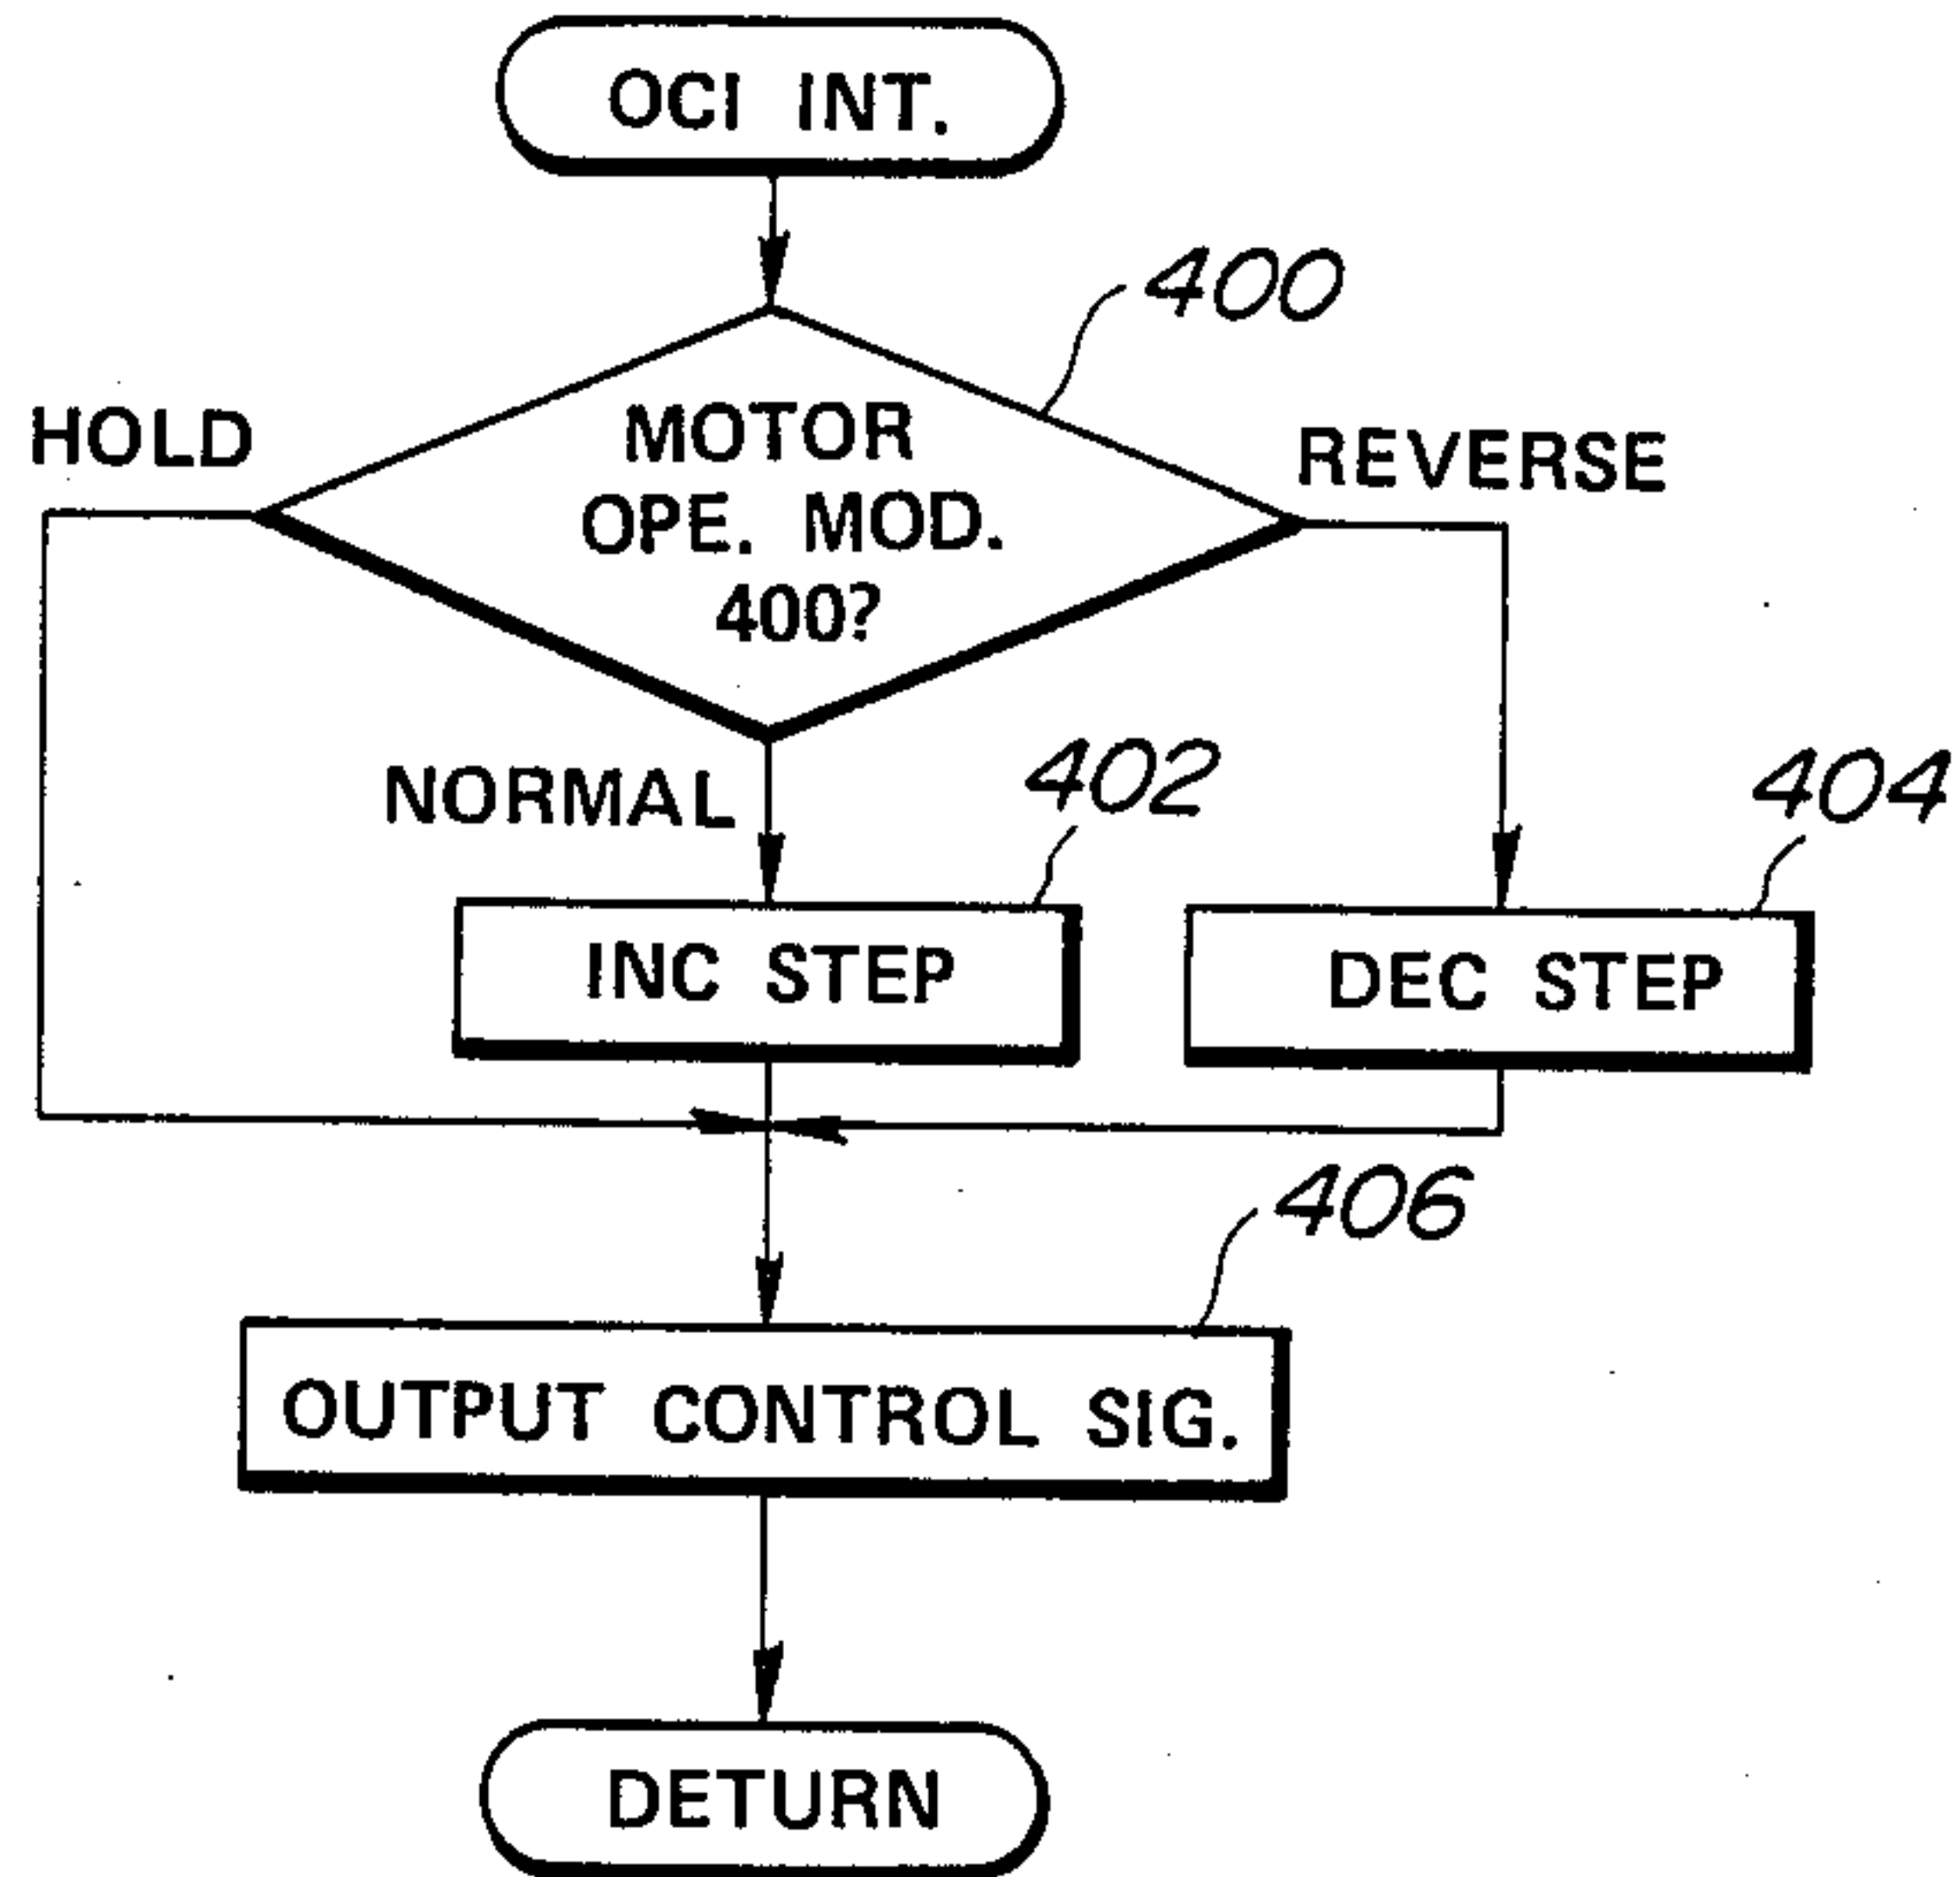 OCI INT.
400
HOLD
MOTOR
OPE. MOD.
400?
REVERSE
NORMAL
402
404
INC STEP
DEC STEP
406
OUTPUT CONTROL SIG.
DETURN